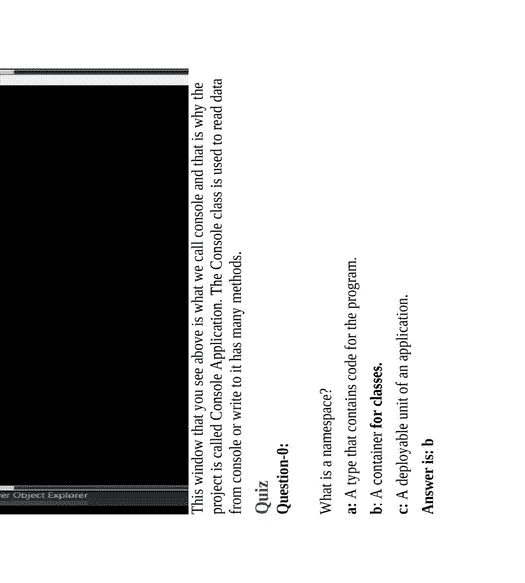 er Object Explorer
This window that you see above is what we call console and that is why the
project is called Console Application. The Console class is used to read data
from console or write to it has many methods.
Quiz
Question-0:
What is a namespace?
a: A type that contains code for the program.
b: A container for classes.
c: A deployable unit of an application.
Answer is: b